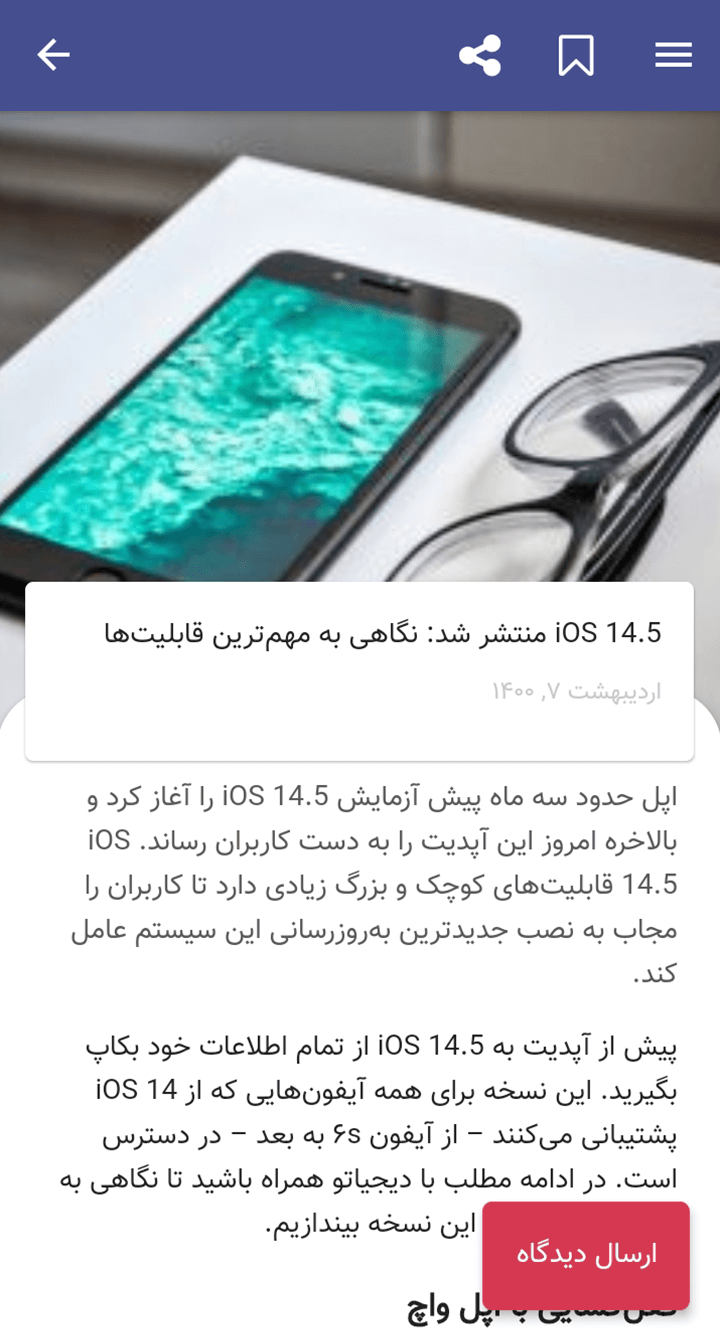 iOS 14.5 منتشر شد: نگاهی به مهم‌ترین قابلیت‌ها
اردیبهشت ۷, ۱۴۰۰
اپل حدود سه ماه پیش آزمایش iOS 14.5 را آغاز کرد و
بالاخره امروز این آپدیت را به دست کاربران رساند. iOS
14.5 قابلیت‌های کوچک و بزرگ زیادی دارد تا کاربران را
مجاب به نصب جدیدترین به‌روزرسانی این سیستم عامل
کند.
پیش از آپدیت به iOS 14.5 از تمام اطلاعات خود بکاپ
بگیرید. این نسخه برای همه آیفون‌هایی که از iOS 14
پشتیبانی می‌کنند – از آیفون ۶s به بعد – در دسترس
است. در ادامه مطلب با دیجیاتو همراه باشید تا نگاهی به
این نسخه بیندازیم.
ارسال دیدگاه
با اپل واچ